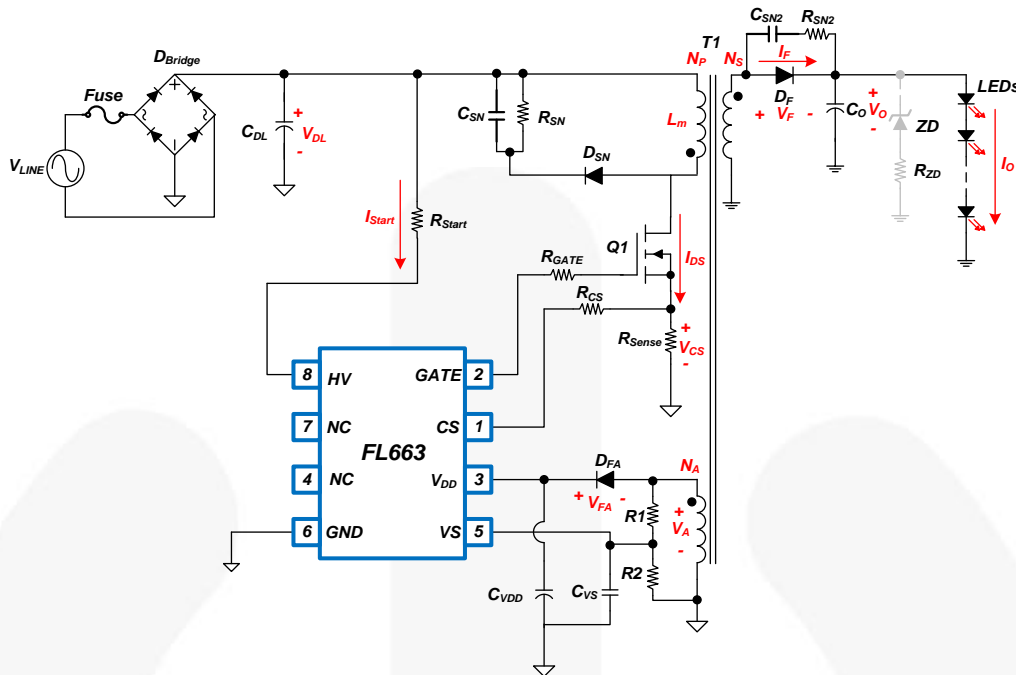 C_SN2
R_SN2
T1
D_Bridge
N_P
N_S
I_F
Fuse
LEDs
C_SN
R_SN
D_F
C_DL
+
V_DL
-
L_m
+ V_F -
C_O
+
V_O
-
ZD
V_LINE
D_SN
R_ZD
I_O
I_Start
R_Start
Q1
I_DS
R_GATE
R_CS
R_Sense
+
V_CS
-
8
HV
GATE
2
7
NC
CS
1
FL663
D_FA
N_A
4
NC
V_DD
3
+ V_FA -
R1
+
V_A
-
6
GND
VS
5
R2
C_VDD
C_VS